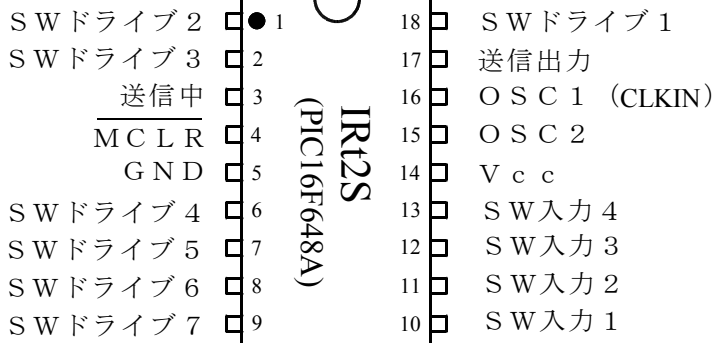 SWドライブ2 1 18 SWドライブ1
SWドライブ3 2 17 送信出力
送信中 3 16 OSC1 (CLKIN)
MCLR 4 15 OSC2
GND 5 14 Vcc
SWドライブ4 6 13 SW入力4
SWドライブ5 7 12 SW入力3
SWドライブ6 8 11 SW入力2
SWドライブ7 9 10 SW入力1
IRt2S
(PIC16F648A)